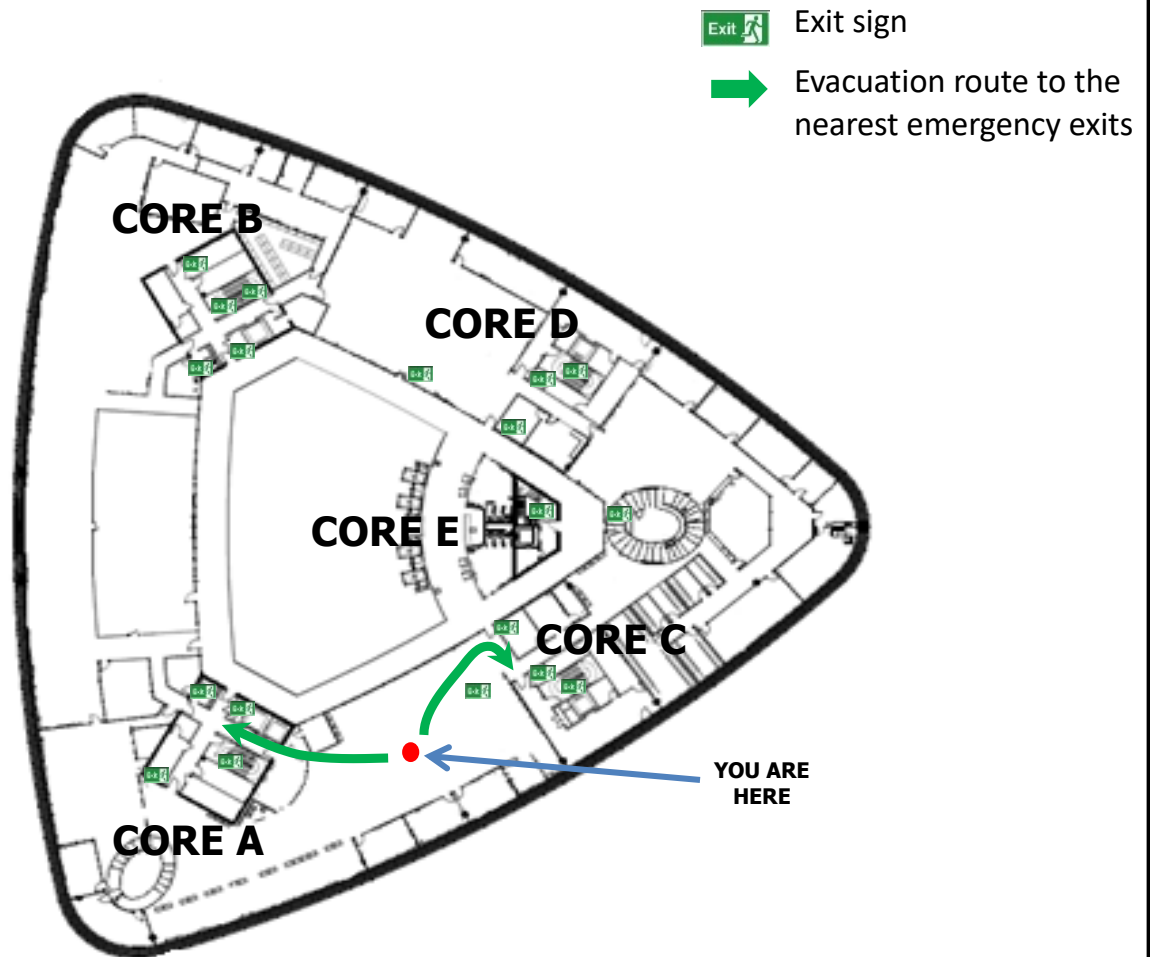 Exit
Exit sign
Evacuation route to the
nearest emergency exits
CORE B
CORE D
CORE E
CORE C
YOU ARE
HERE
CORE A